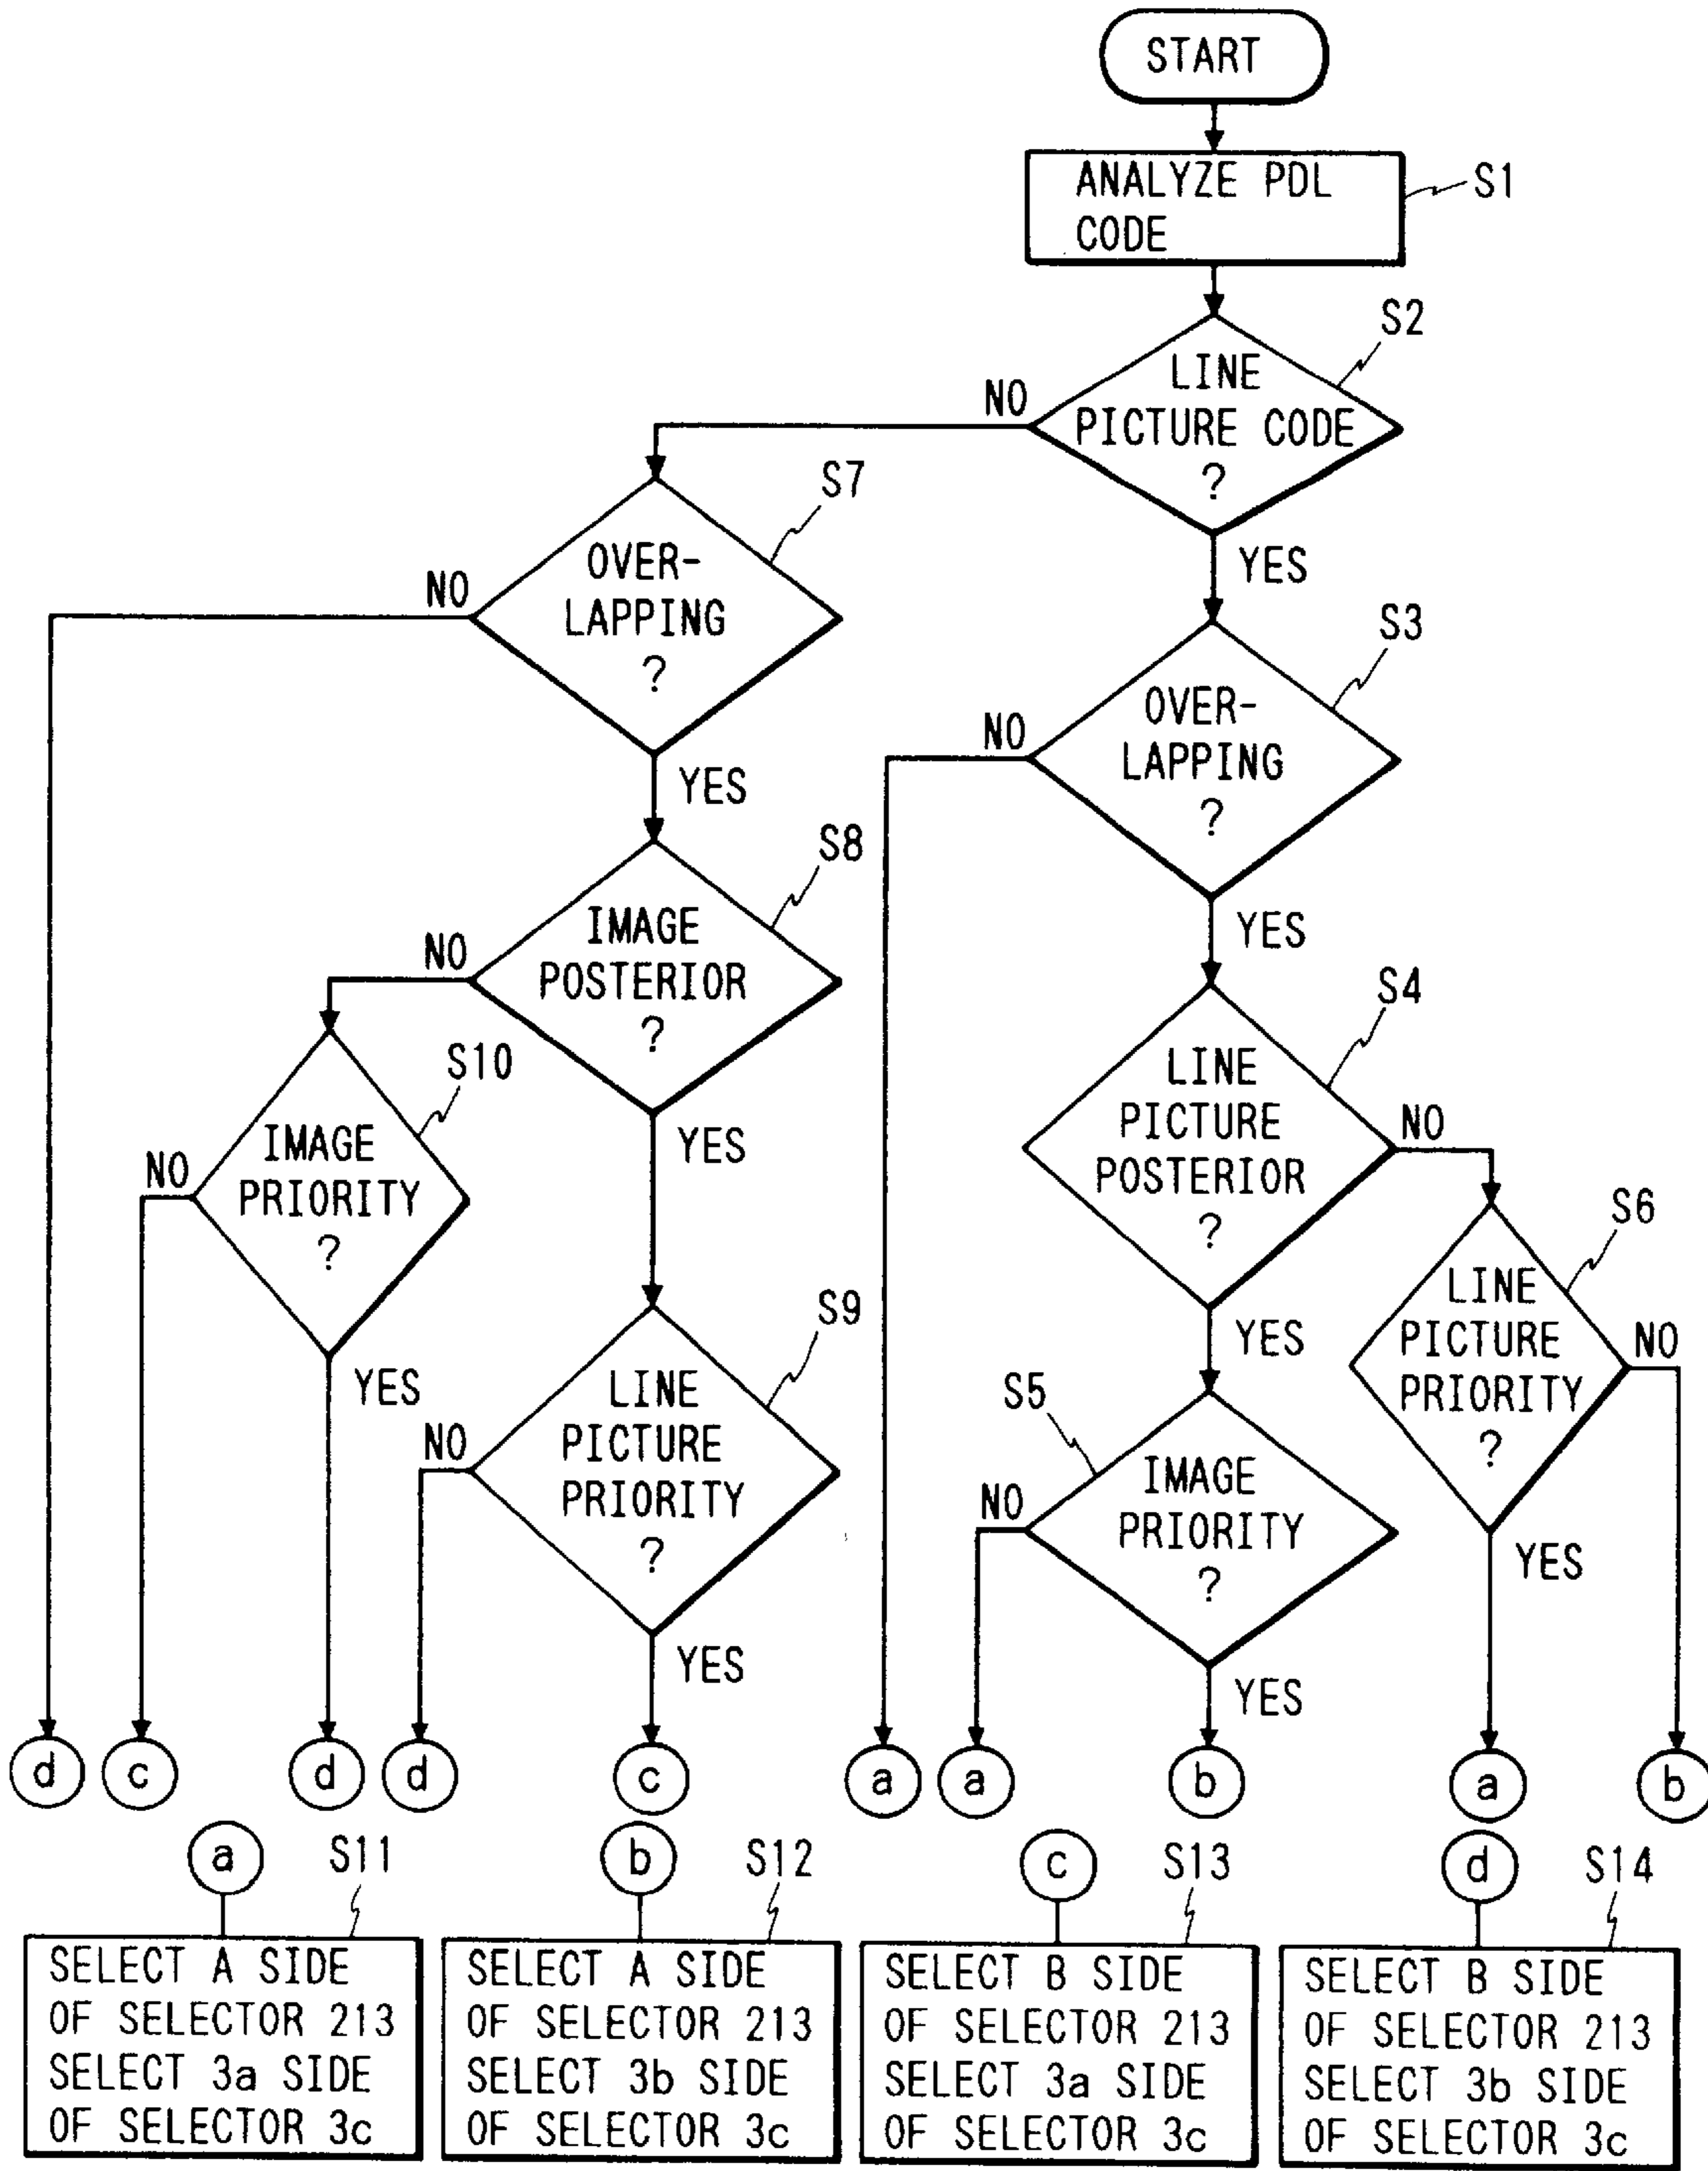 START
ANALYZE PDL
CODE
S1
S2
LINE
PICTURE CODE
?
NO
YES
S7
OVER-
LAPPING
?
NO
YES
S3
OVER-
LAPPING
?
NO
YES
S8
IMAGE
POSTERIOR
?
NO
YES
S4
LINE
PICTURE
POSTERIOR
?
NO
YES
S10
IMAGE
PRIORITY
?
NO
YES
S9
LINE
PICTURE
PRIORITY
?
NO
YES
S5
IMAGE
PRIORITY
?
NO
YES
S6
LINE
PICTURE
PRIORITY
?
NO
YES
d
c
d
d
c
a
a
b
a
b
a
S11
SELECT A SIDE
OF SELECTOR 213
SELECT 3a SIDE
OF SELECTOR 3c
b
S12
SELECT A SIDE
OF SELECTOR 213
SELECT 3b SIDE
OF SELECTOR 3c
c
S13
SELECT B SIDE
OF SELECTOR 213
SELECT 3a SIDE
OF SELECTOR 3c
d
S14
SELECT B SIDE
OF SELECTOR 213
SELECT 3b SIDE
OF SELECTOR 3c